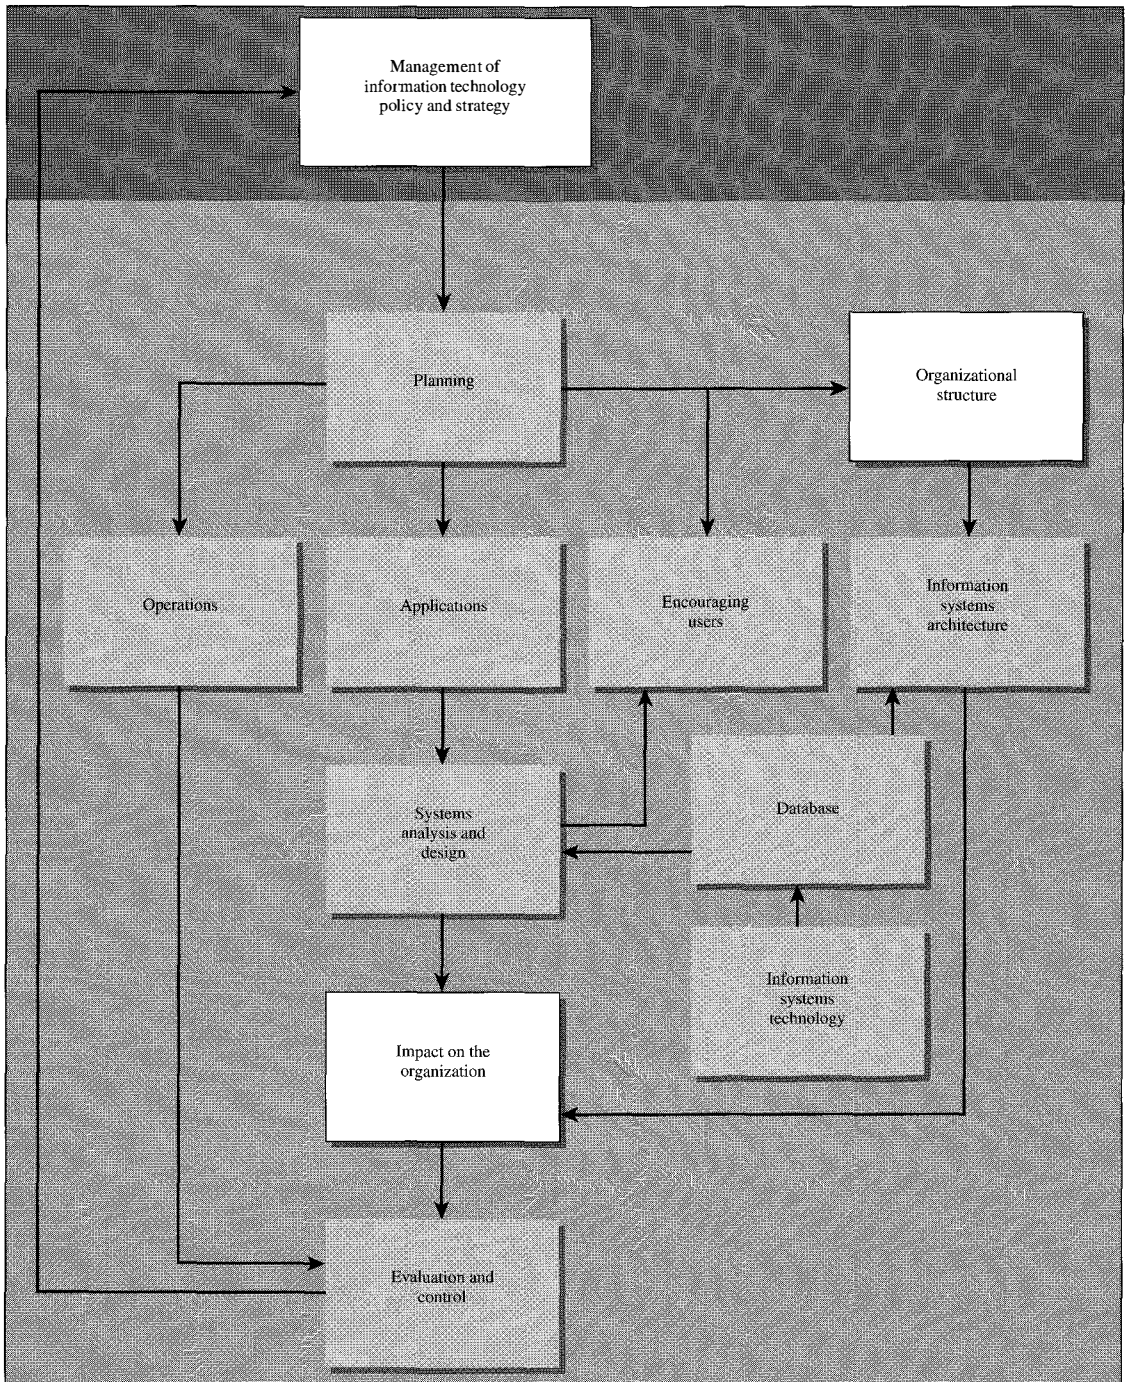 Management of
information technology
policy and strategy
Planning
Organizational
structure
Operations
Applications
Encouraging
users
Information
systems
architecture
Systems
analysis and
design
Database
Information
systems
technology
Impact on the
organization
Evaluation and
control